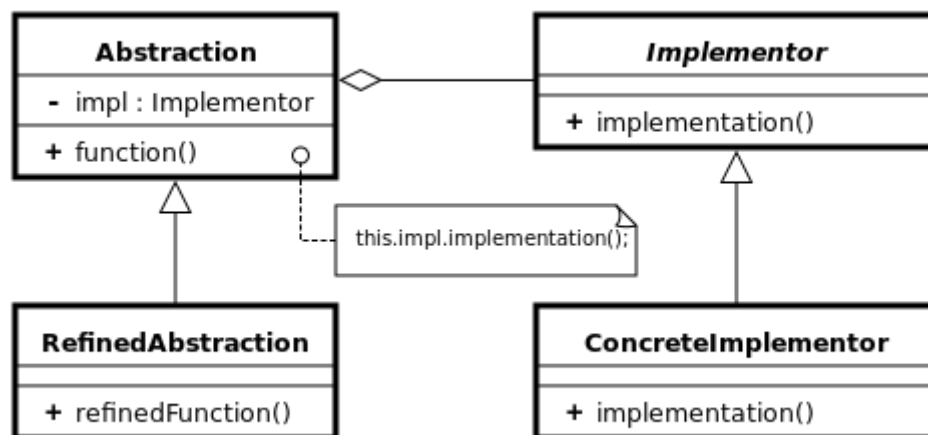 Abstraction
- impl : Implementor
+ function()
Implementor
+ implementation()
this.impl.implementation();
RefinedAbstraction
+ refinedFunction()
ConcreteImplementor
+ implementation()